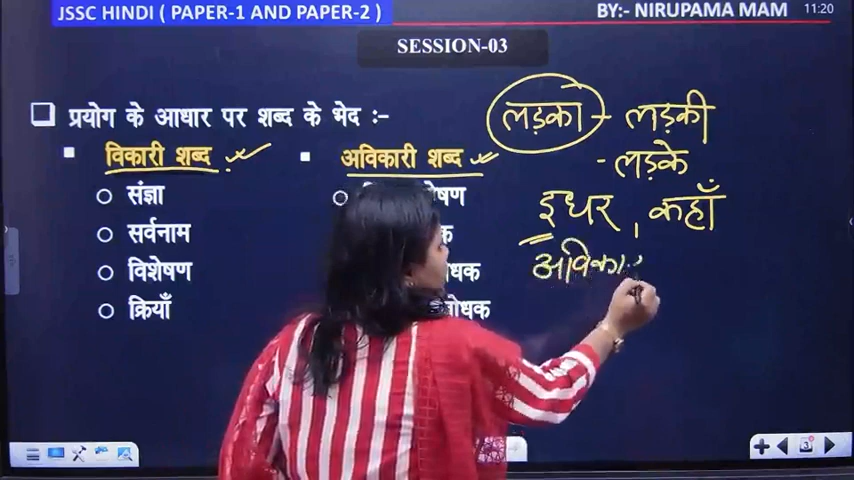 JSSC HINDI ( PAPER-1 AND PAPER-2 )
BY:- NIRUPAMA MAM 11:20
SESSION-03
प्रयोग के आधार पर शब्द के भेद :-
विकारी शब्द
संज्ञा
सर्वनाम
विशेषण
क्रियाँ
अविकारी शब्द
लड़का - लड़की
- लड़के
इधर, कहाँ
3